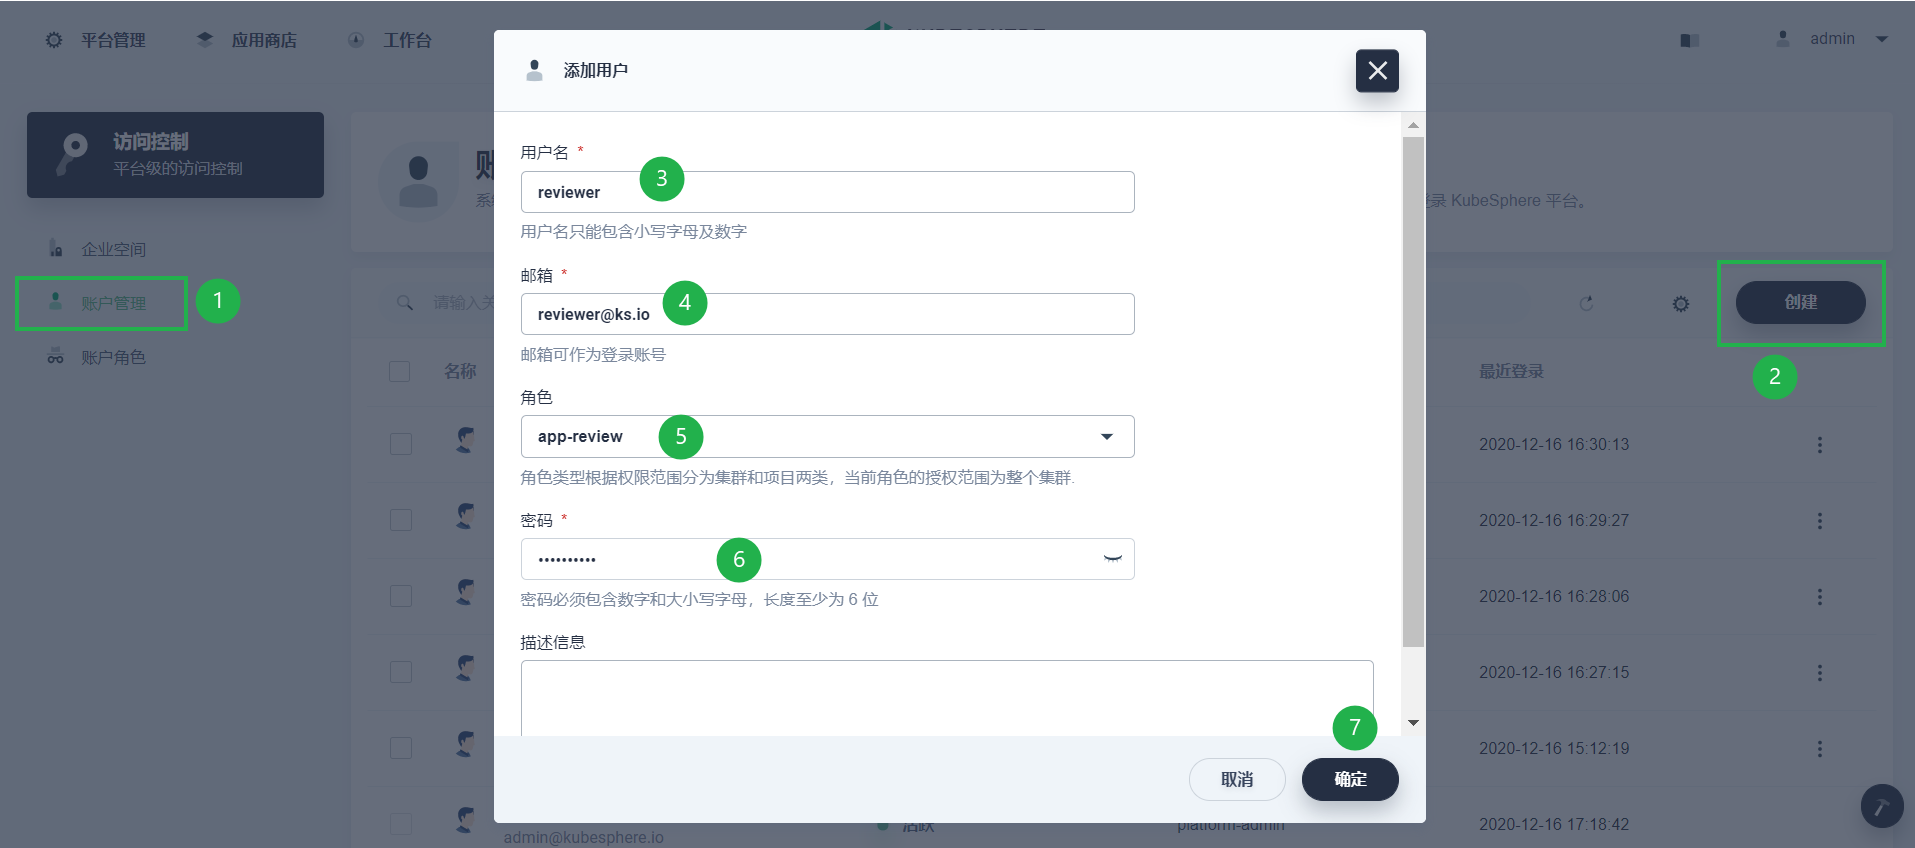 平台管理
应用商店
工作台
admin
添加用户
访问控制
平台级的访问控制
企业空间
账户管理
1
账户角色
用户名 *
reviewer
3
用户名只能包含小写字母及数字
邮箱 *
reviewer@ks.io
4
邮箱可作为登录账号
角色
app-review
5
角色类型根据权限范围分为集群和项目两类，当前角色的授权范围为整个集群.
密码 *
••••••••••
6
密码必须包含数字和大小写字母，长度至少为 6 位
描述信息
7
取消
确定
录 KubeSphere 平台。
请输入关
创建
2
名称
最近登录
2020-12-16 16:30:13
2020-12-16 16:29:27
2020-12-16 16:28:06
2020-12-16 16:27:15
2020-12-16 15:12:19
admin@kubesphere.io
活跃
platform-admin
2020-12-16 17:18:42